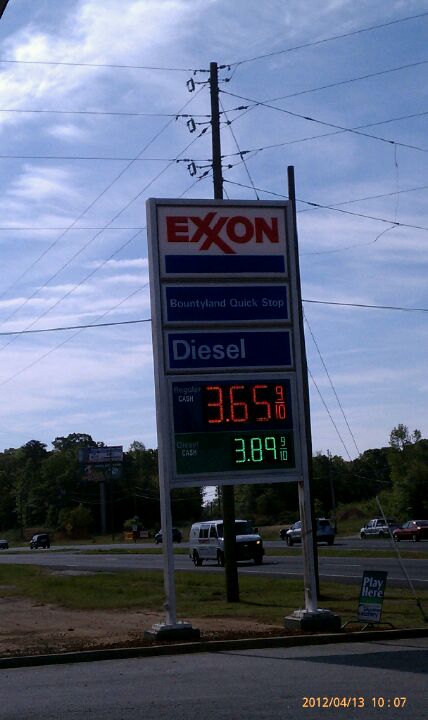 EXXON
Bountyland Quick Stop
Diesel
Regular
CASH
3.65 9/10
Diesel
CASH
3.89 9/10
Play
Here
2012/04/13 10:07